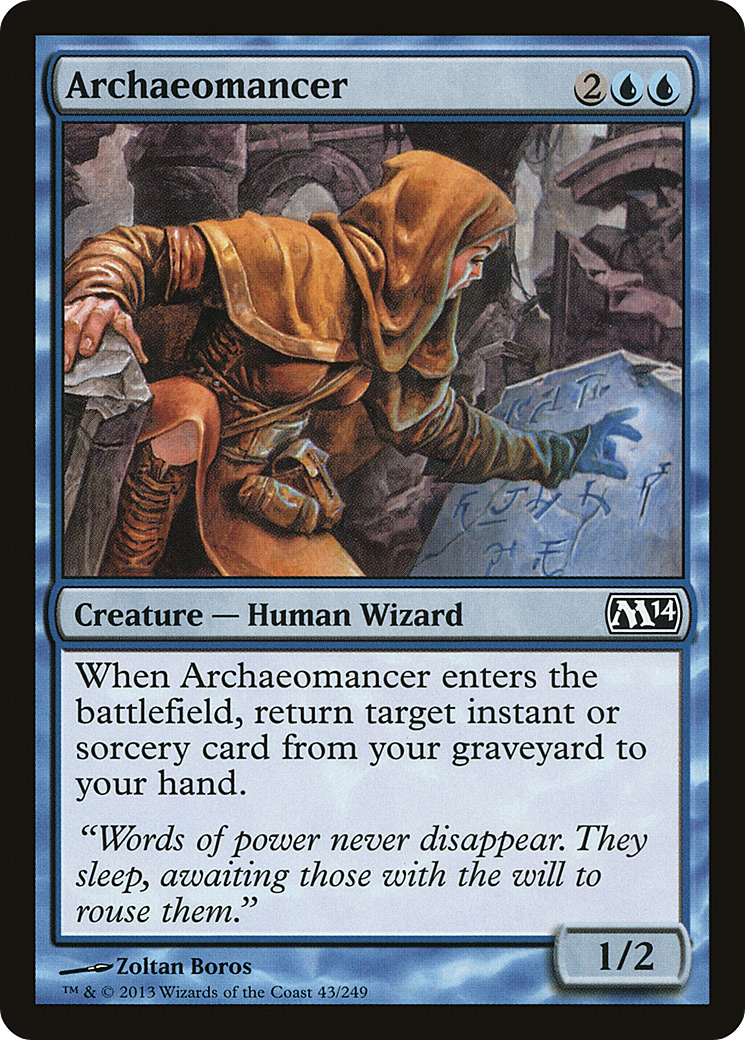 Archaeomancer 2
Creature — Human Wizard M14
When Archaeomancer enters the
battlefield, return target instant or
sorcery card from your graveyard to
your hand.
“Words of power never disappear. They
sleep, awaiting those with the will to
rouse them.”
1/2
Zoltan Boros
™ & © 2013 Wizards of the Coast 43/249